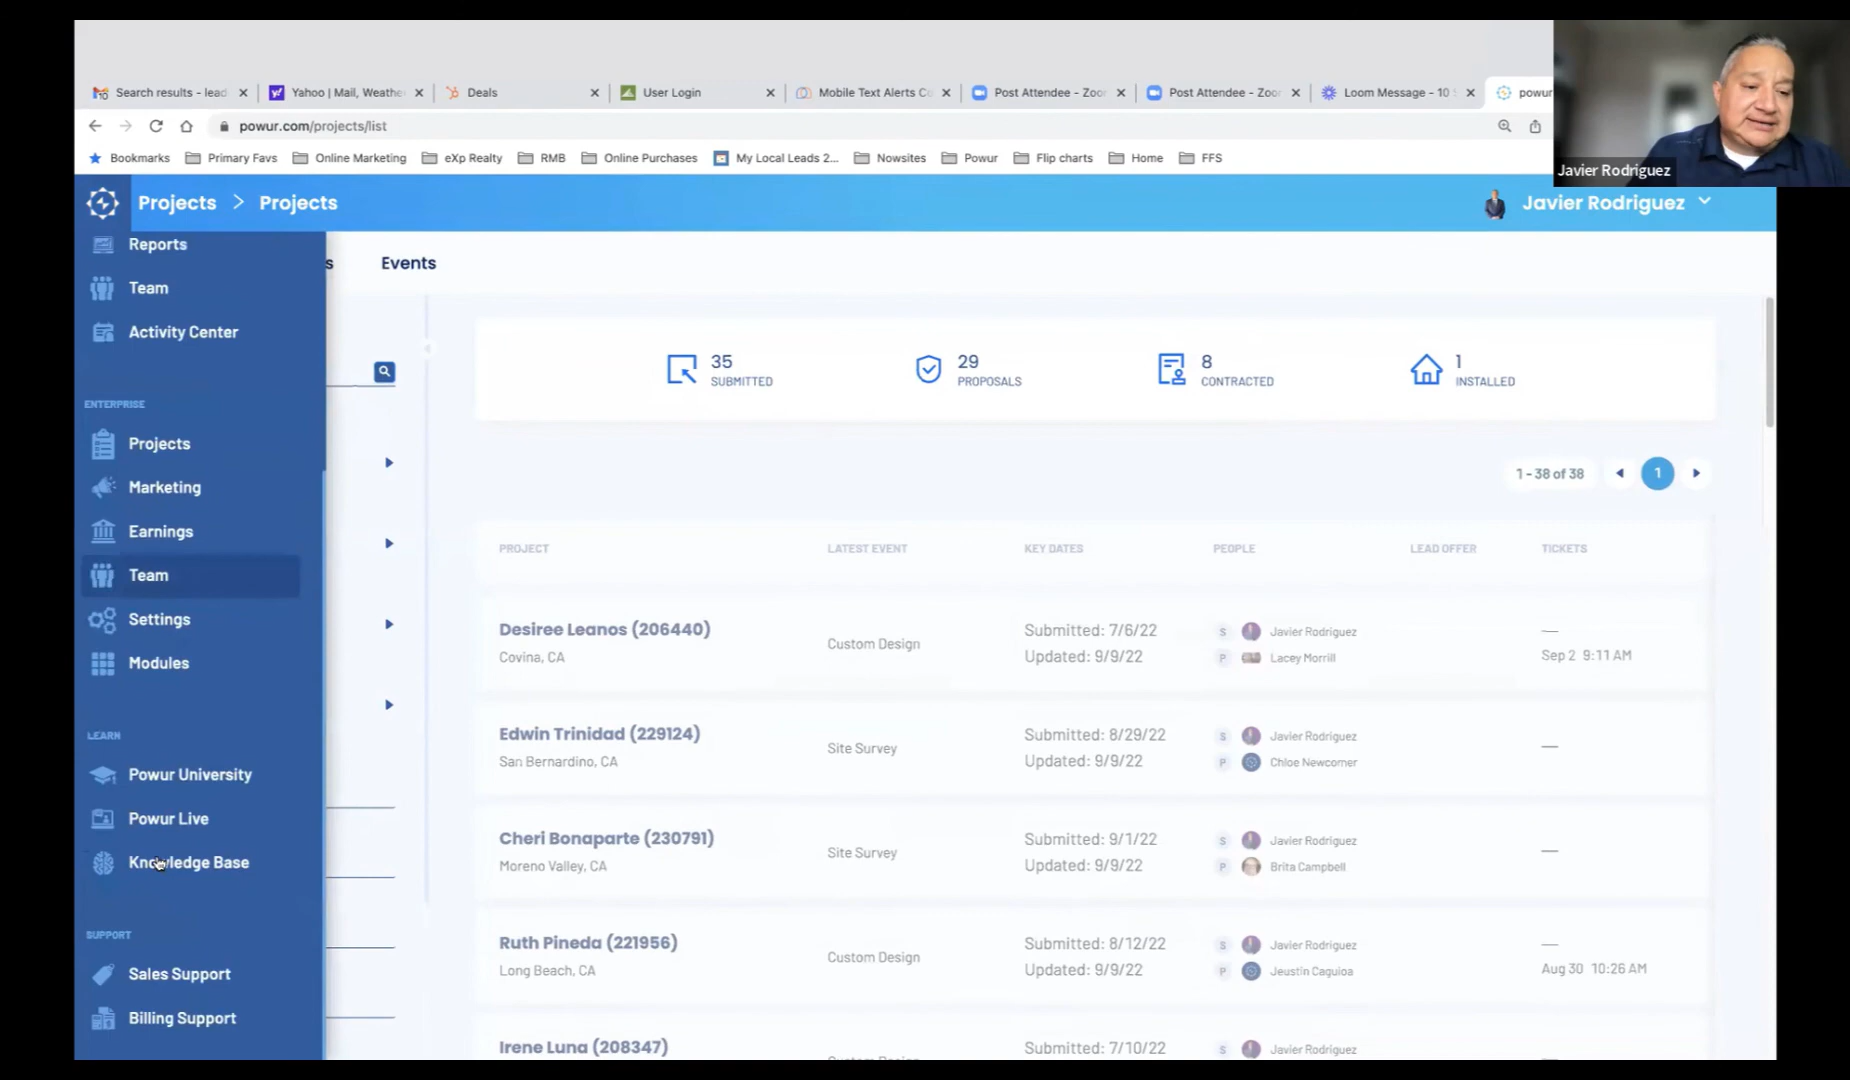 Search results - lead
Yahoo | Mail, Weathe
Deals
User Login
Mobile Text Alerts Co
Post Attendee - Zoo
Post Attendee - Zoo
Loom Message - 10
powur
powur.com/projects/list
Bookmarks
Primary Favs
Online Marketing
eXp Realty
RMB
Online Purchases
My Local Leads 2...
Nowsites
Powur
Flip charts
Home
FFS
Javier Rodriguez
Projects > Projects
Javier Rodriguez
Reports
Team
Activity Center
ENTERPRISE
Projects
Marketing
Earnings
Team
Settings
Modules
LEARN
Powur University
Powur Live
Knowledge Base
SUPPORT
Sales Support
Billing Support
s
Events
35
SUBMITTED
29
PROPOSALS
8
CONTRACTED
1
INSTALLED
1 - 38 of 38
1
PROJECT LATEST EVENT KEY DATES PEOPLE LEAD OFFER TICKETS
Desiree Leanos (206440)
Covina, CA
Custom Design
Submitted: 7/6/22
Updated: 9/9/22
S Javier Rodriguez
P Lacey Morrill
—
Sep 2 9:11 AM
Edwin Trinidad (229124)
San Bernardino, CA
Site Survey
Submitted: 8/29/22
Updated: 9/9/22
S Javier Rodriguez
P Chloe Newcomer
—
Cheri Bonaparte (230791)
Moreno Valley, CA
Site Survey
Submitted: 9/1/22
Updated: 9/9/22
S Javier Rodriguez
P Brita Campbell
—
Ruth Pineda (221956)
Long Beach, CA
Custom Design
Submitted: 8/12/22
Updated: 9/9/22
S Javier Rodriguez
P Jeustin Caguioa
—
Aug 30 10:26 AM
Irene Luna (208347)
Custom Design
Submitted: 7/10/22
S Javier Rodriguez